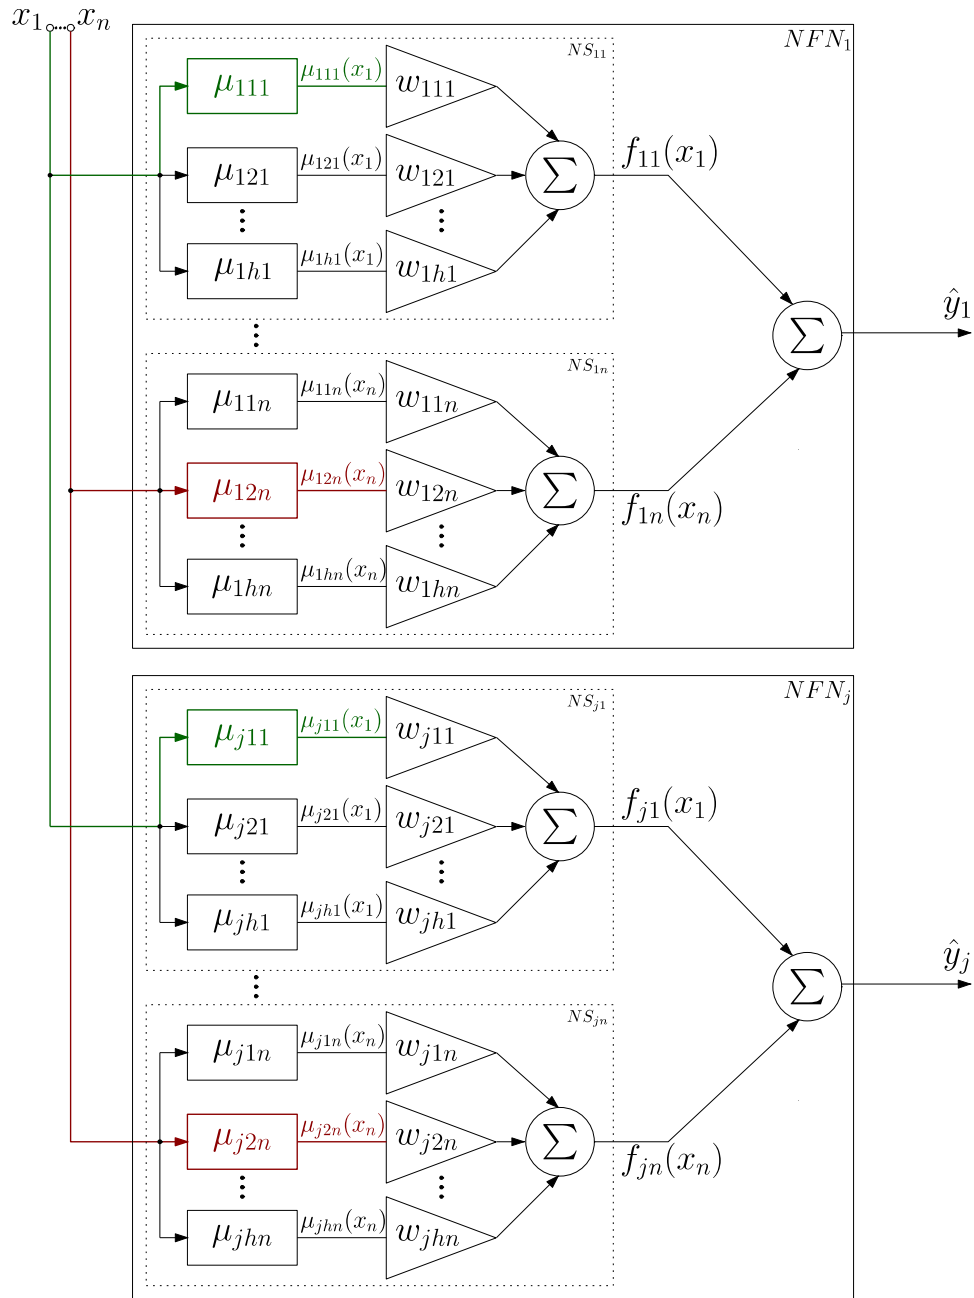 x₁ ... xₙ
NFN₁
NS₁₁
μ₁₁₁ μ₁₁₁(x₁) w₁₁₁
μ₁₂₁ μ₁₂₁(x₁) w₁₂₁ Σ f₁₁(x₁)
μ₁ₕ₁ μ₁ₕ₁(x₁) w₁ₕ₁
Σ ŷ₁
NS₁ₙ
μ₁₁ₙ μ₁₁ₙ(xₙ) w₁₁ₙ
μ₁₂ₙ μ₁₂ₙ(xₙ) w₁₂ₙ Σ f₁ₙ(xₙ)
μ₁ₕₙ μ₁ₕₙ(xₙ) w₁ₕₙ
NFNⱼ
NSⱼ₁
μⱼ₁₁ μⱼ₁₁(x₁) wⱼ₁₁
μⱼ₂₁ μⱼ₂₁(x₁) wⱼ₂₁ Σ fⱼ₁(x₁)
μⱼₕ₁ μⱼₕ₁(x₁) wⱼₕ₁
Σ ŷⱼ
NSⱼₙ
μⱼ₁ₙ μⱼ₁ₙ(xₙ) wⱼ₁ₙ
μⱼ₂ₙ μⱼ₂ₙ(xₙ) wⱼ₂ₙ Σ fⱼₙ(xₙ)
μⱼₕₙ μⱼₕₙ(xₙ) wⱼₕₙ